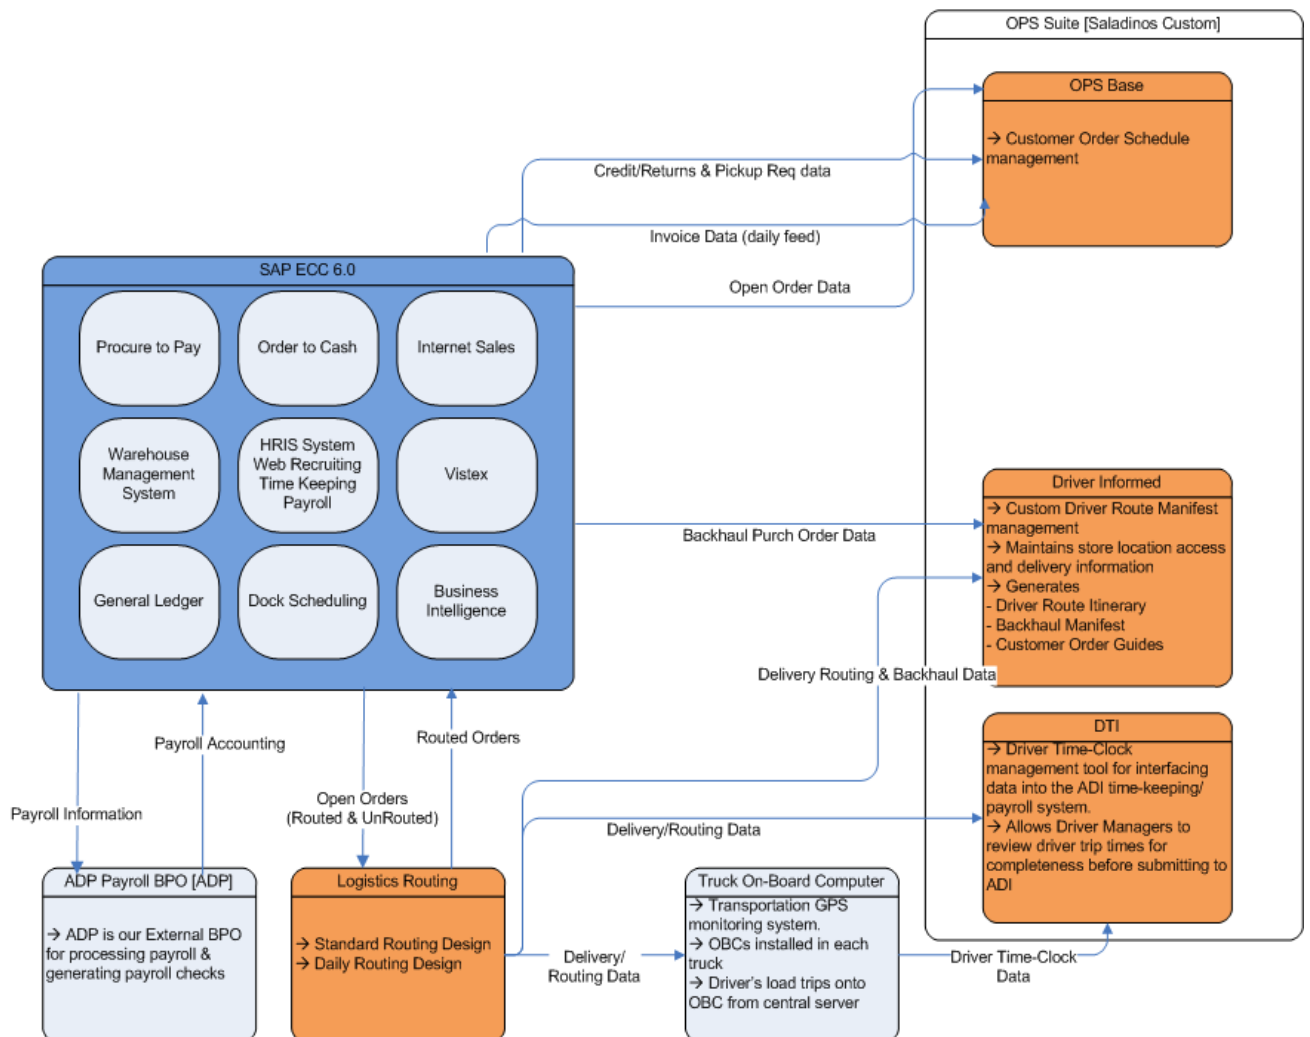 OPS Suite [Saladinos Custom]
OPS Base
→ Customer Order Schedule
management
Credit/Returns & Pickup Req data
Invoice Data (daily feed)
Open Order Data
SAP ECC 6.0
Procure to Pay
Order to Cash
Internet Sales
Warehouse
Management
System
HRIS System
Web Recruiting
Time Keeping
Payroll
Vistex
General Ledger
Dock Scheduling
Business
Intelligence
Backhaul Purch Order Data
Driver Informed
→ Custom Driver Route Manifest
management
→ Maintains store location access
and delivery information
→ Generates
- Driver Route Itinerary
- Backhaul Manifest
- Customer Order Guides
Delivery Routing & Backhaul Data
Payroll Accounting
Routed Orders
Payroll Information
Open Orders
(Routed & UnRouted)
Delivery/Routing Data
DTI
→ Driver Time-Clock
management tool for interfacing
data into the ADI time-keeping/
payroll system.
→ Allows Driver Managers to
review driver trip times for
completeness before submitting to
ADI
ADP Payroll BPO [ADP]
→ ADP is our External BPO
for processing payroll &
generating payroll checks
Logistics Routing
→ Standard Routing Design
→ Daily Routing Design
Delivery/
Routing Data
Truck On-Board Computer
→ Transportation GPS
monitoring system.
→ OBCs installed in each
truck
→ Driver's load trips onto
OBC from central server
Driver Time-Clock
Data